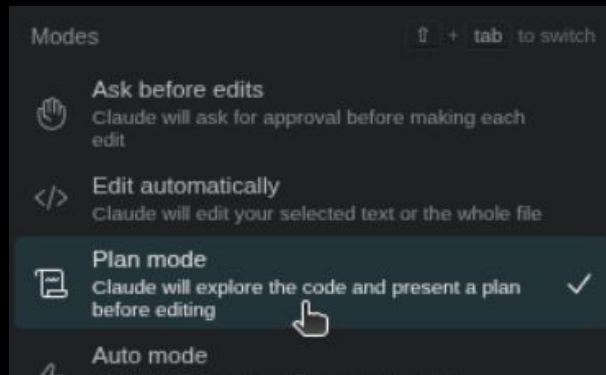 Modes ⇧ + tab to switch
Ask before edits
Claude will ask for approval before making each
edit
Edit automatically
Claude will edit your selected text or the whole file
Plan mode
Claude will explore the code and present a plan
before editing
Auto mode